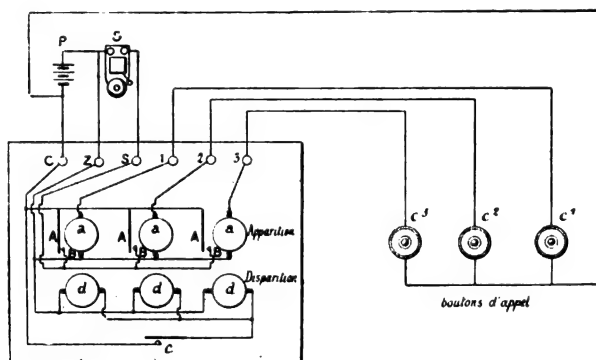 P
S
C Z S 1 2 3
A a B A a B A a B Apparition
Disparition
d d d
C
C³ C² C¹
boutons d'appel